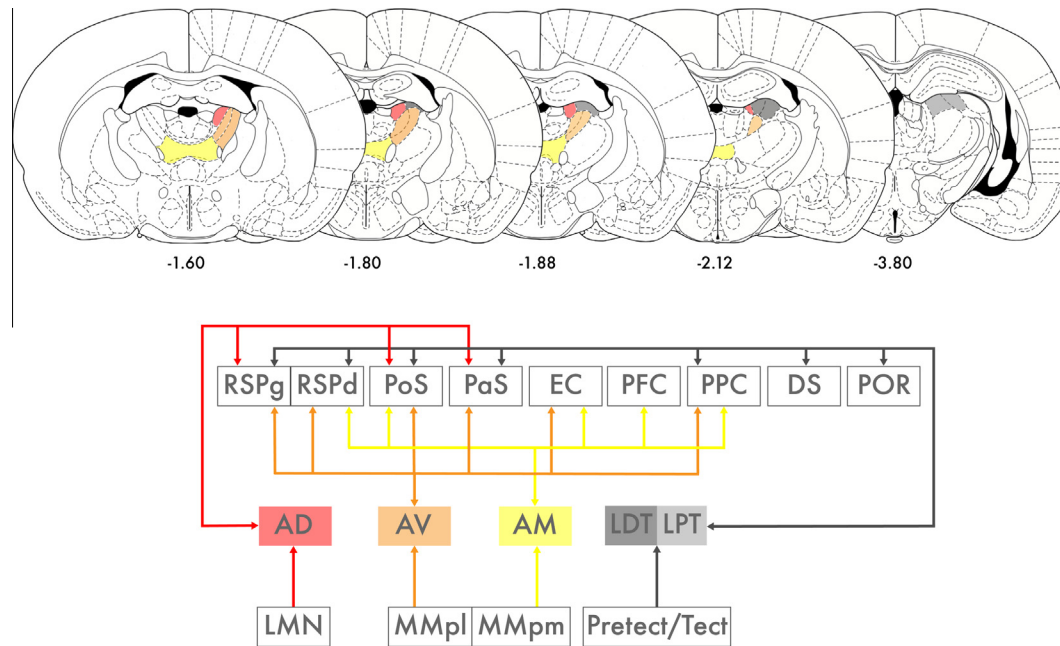 -1.60 -1.80 -1.88 -2.12 -3.80
RSPg RSPd PoS PaS EC PFC PPC DS POR
AD AV AM LDT LPT
LMN MMpl MMpm Pretect/Tect